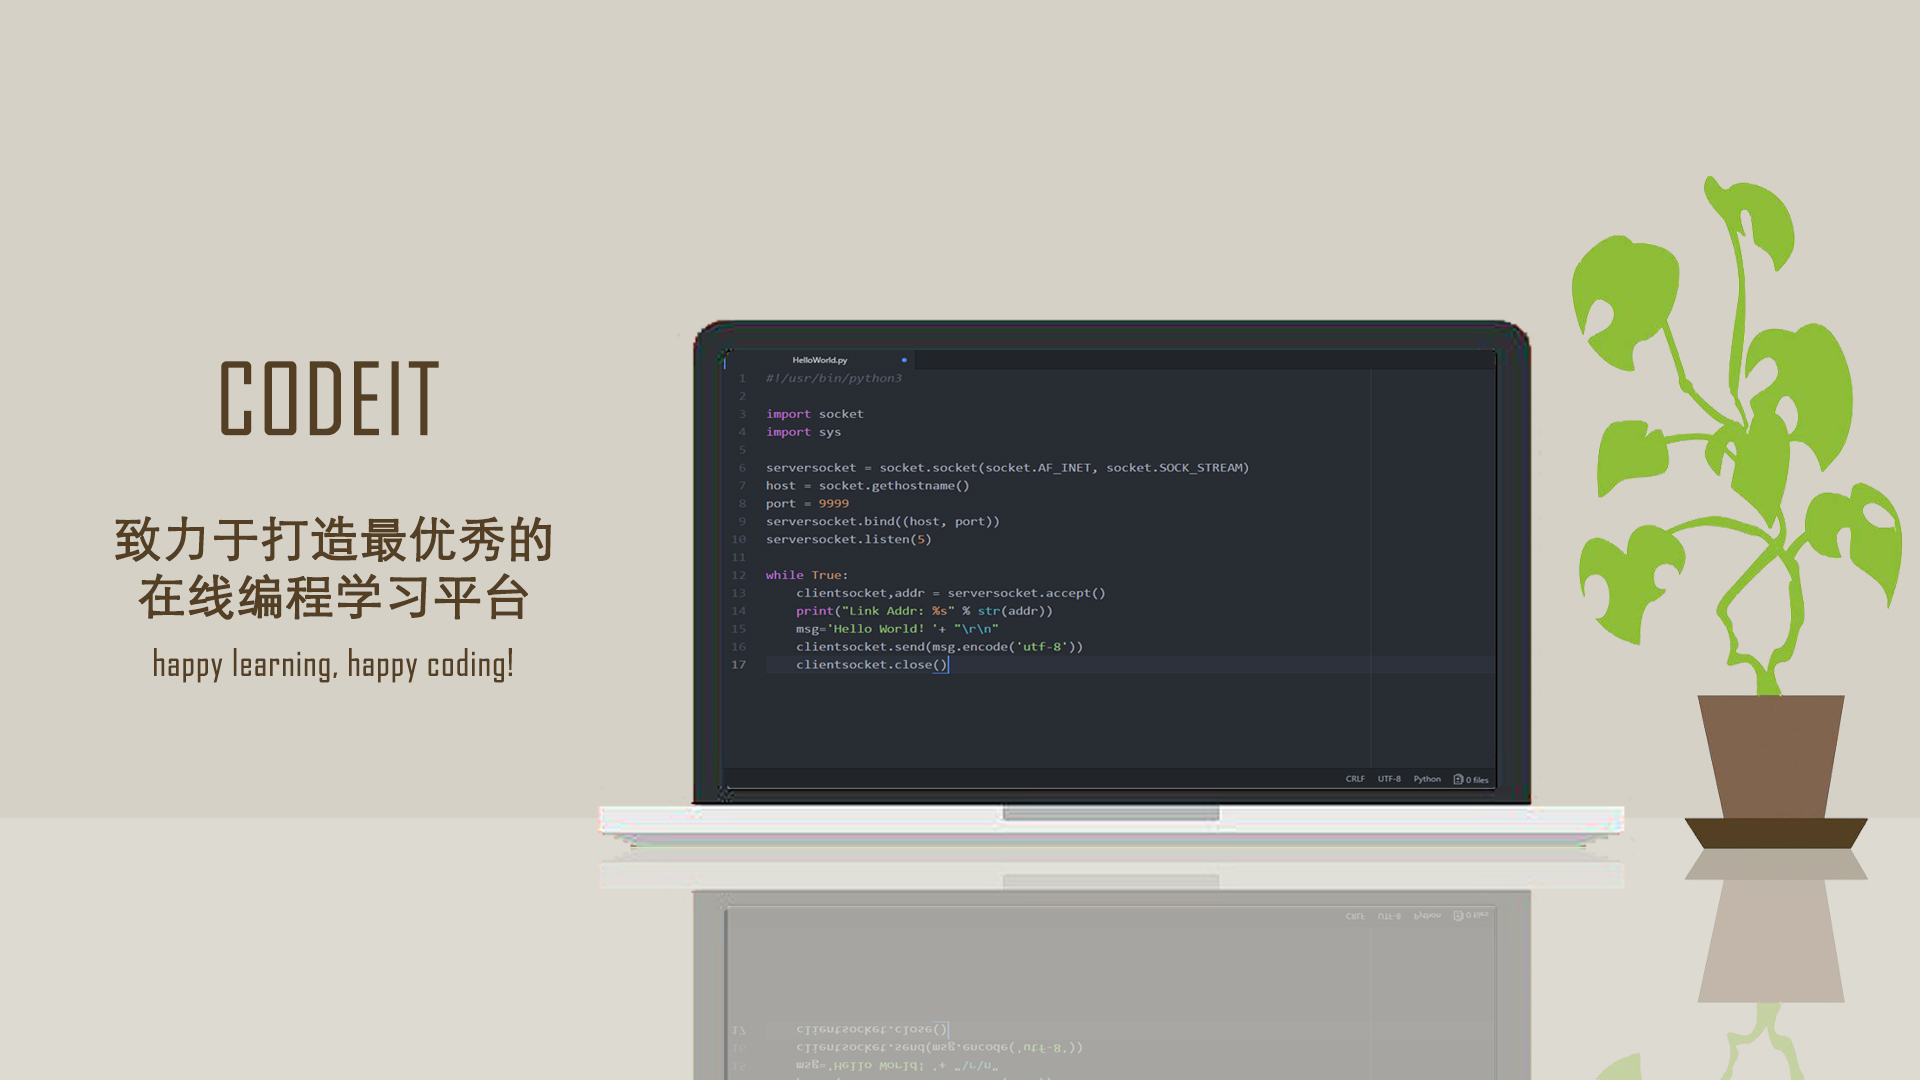 CODEIT
致力于打造最优秀的
在线编程学习平台
happy learning, happy coding!
HelloWorld.py
1 #!/usr/bin/python3
2
3 import socket
4 import sys
5
6 serversocket = socket.socket(socket.AF_INET, socket.SOCK_STREAM)
7 host = socket.gethostname()
8 port = 9999
9 serversocket.bind((host, port))
10 serversocket.listen(5)
11
12 while True:
13     clientsocket,addr = serversocket.accept()
14     print("Link Addr: %s" % str(addr))
15     msg='Hello World! '+ "\r\n"
16     clientsocket.send(msg.encode('utf-8'))
17     clientsocket.close()
CRLF UTF-8 Python 0 files